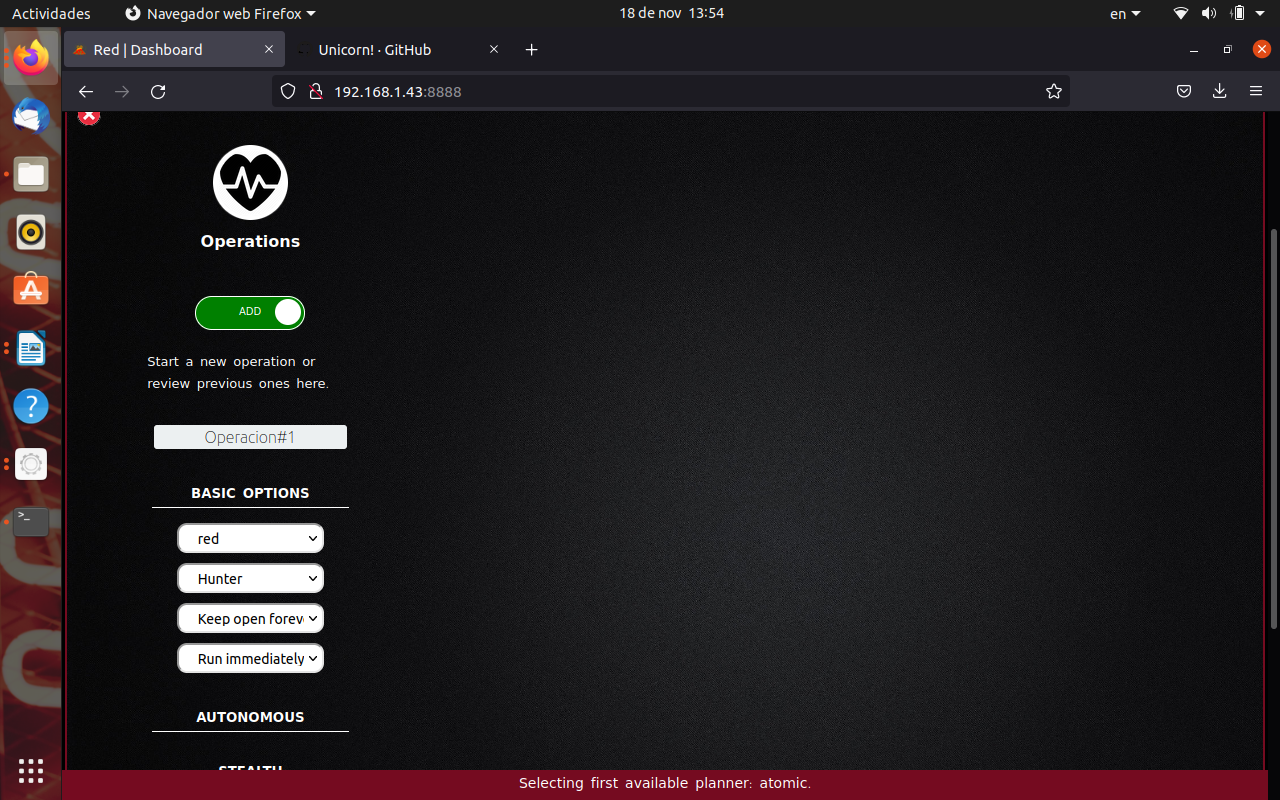 Actividades
Navegador web Firefox
18 de nov 13:54
en
Red | Dashboard
Unicorn! · GitHub
192.168.1.43:8888
Operations
ADD
Start a new operation or
review previous ones here.
Operacion#1
BASIC OPTIONS
red
Hunter
Keep open forev
Run immediately
AUTONOMOUS
STEALTH
Selecting first available planner: atomic.